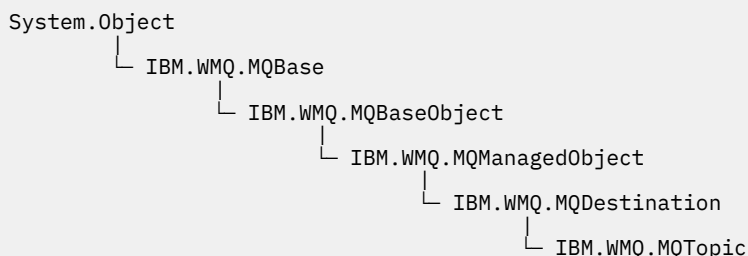 System.Object
IBM.WMQ.MQBase
IBM.WMQ.MQBaseObject
IBM.WMQ.MQManagedObject
IBM.WMQ.MQDestination
IBM.WMQ.MQTopic